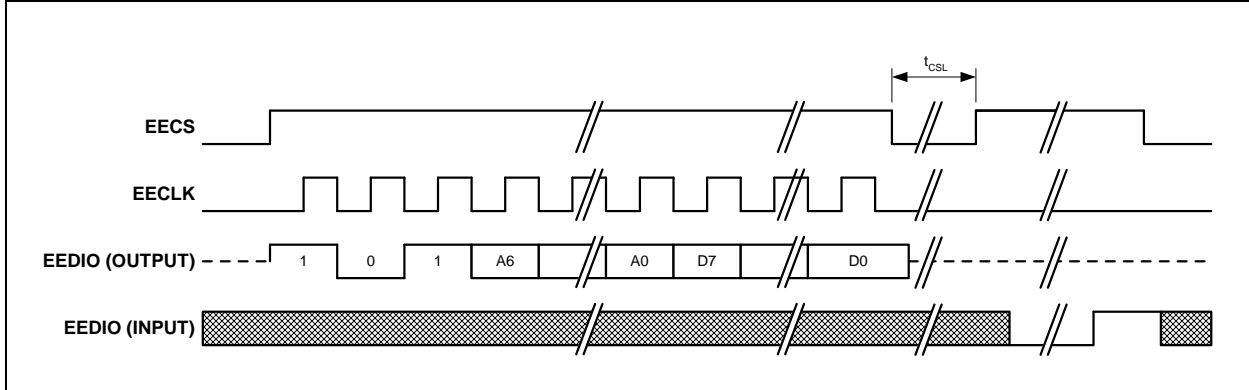 tCSL
EECS
EECLK
EEDIO (OUTPUT) 1 0 1 A6 A0 D7 D0
EEDIO (INPUT)